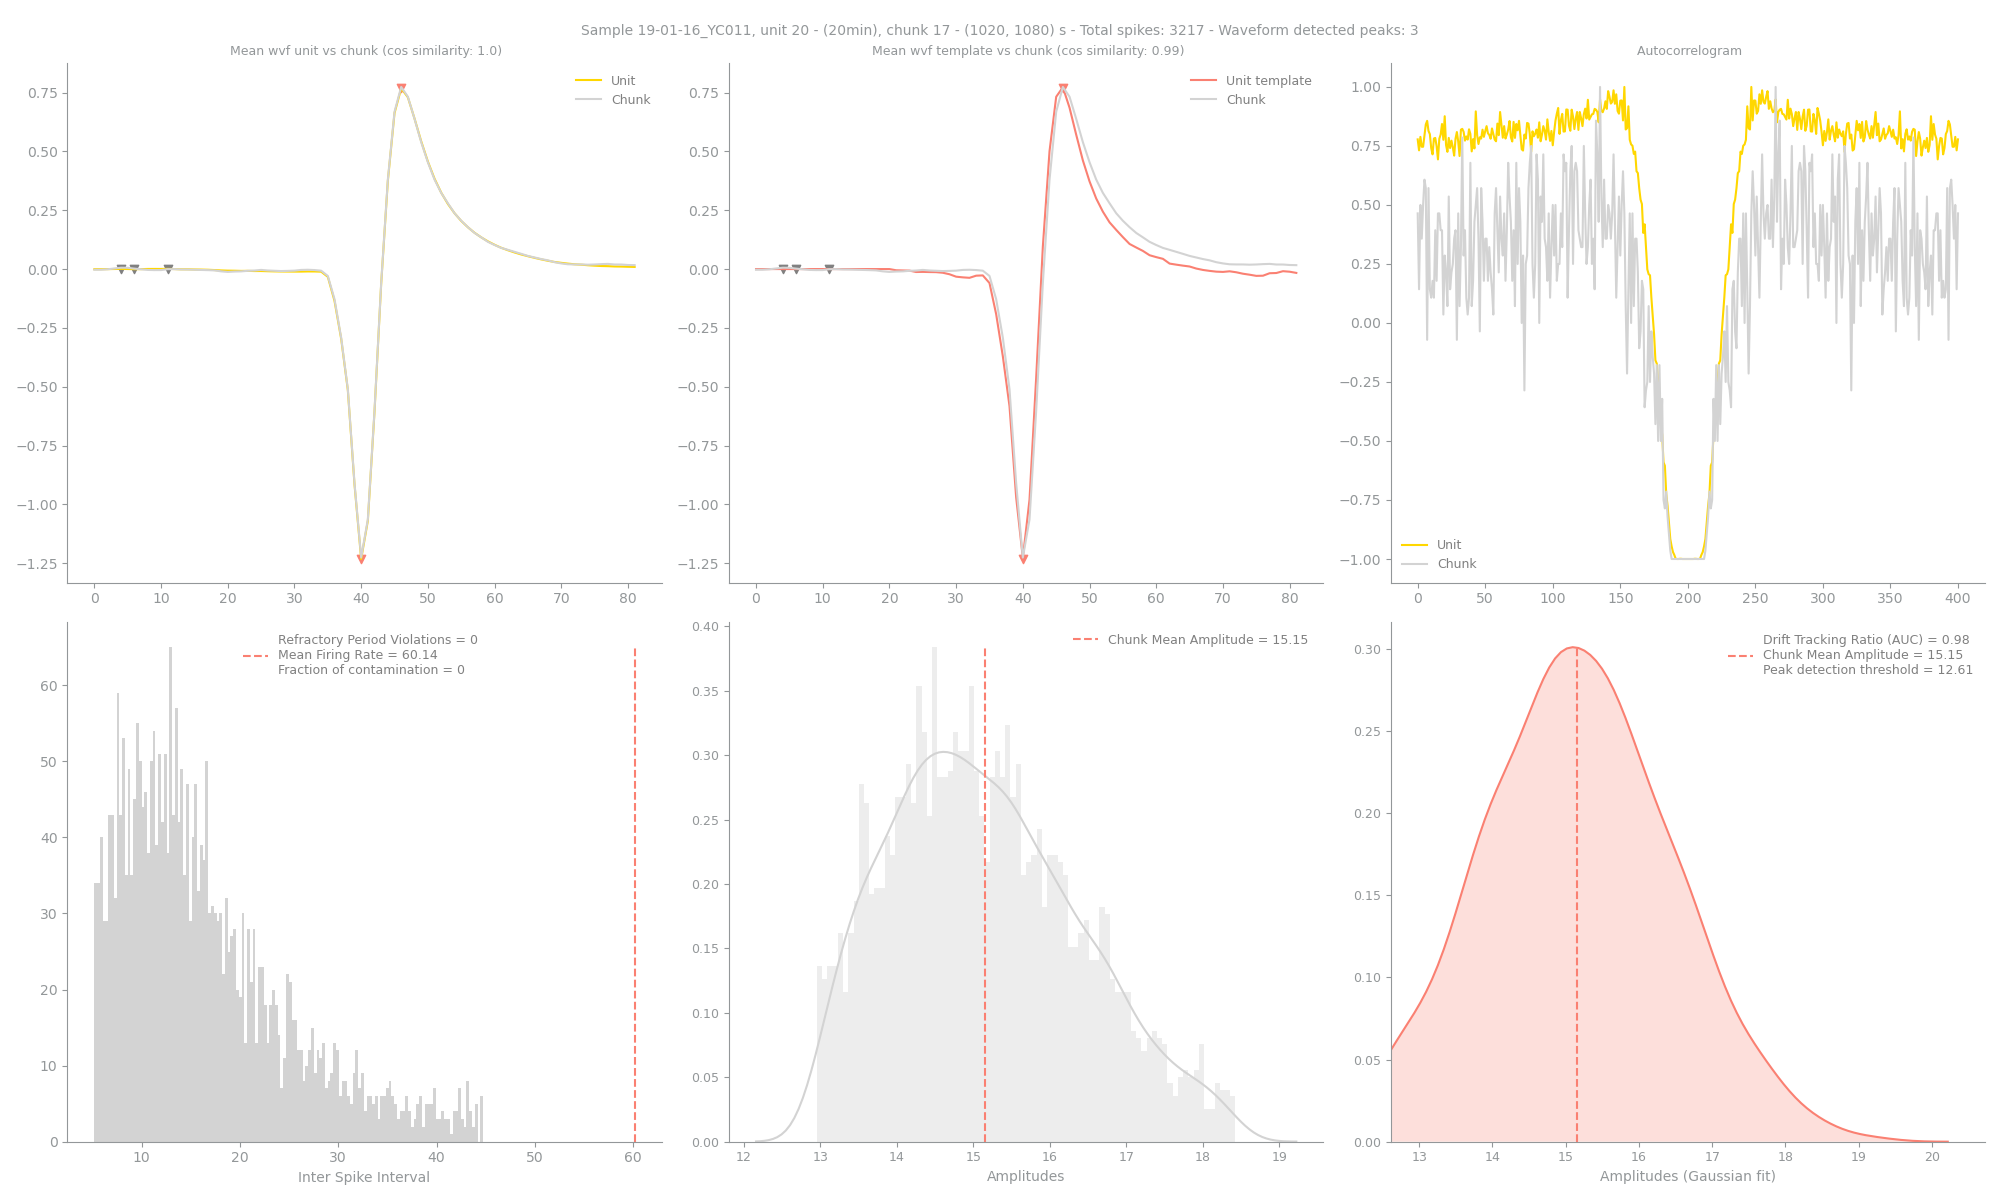 Sample 19-01-16_YC011, unit 20 - (20min), chunk 17 - (1020, 1080) s - Total spikes: 3217 - Waveform detected peaks: 3
Mean wvf unit vs chunk (cos similarity: 1.0)
Unit
Chunk
0.75
0.50
0.25
0.00
−0.25
−0.50
−0.75
−1.00
−1.25
0 10 20 30 40 50 60 70 80
Mean wvf template vs chunk (cos similarity: 0.99)
Unit template
Chunk
0.75
0.50
0.25
0.00
−0.25
−0.50
−0.75
−1.00
−1.25
0 10 20 30 40 50 60 70 80
Autocorrelogram
1.00
0.75
0.50
0.25
0.00
−0.25
−0.50
−0.75
−1.00
Unit
Chunk
0 50 100 150 200 250 300 350 400
Refractory Period Violations = 0
Mean Firing Rate = 60.14
Fraction of contamination = 0
60
50
40
30
20
10
0
10 20 30 40 50 60
Inter Spike Interval
Chunk Mean Amplitude = 15.15
0.40
0.35
0.30
0.25
0.20
0.15
0.10
0.05
0.00
12 13 14 15 16 17 18 19
Amplitudes
Drift Tracking Ratio (AUC) = 0.98
Chunk Mean Amplitude = 15.15
Peak detection threshold = 12.61
0.30
0.25
0.20
0.15
0.10
0.05
0.00
13 14 15 16 17 18 19 20
Amplitudes (Gaussian fit)